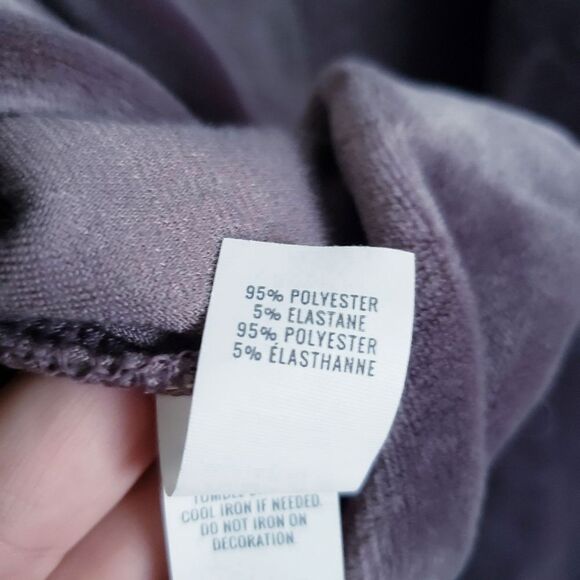 95% POLYESTER
5% ELASTANE
95% POLYESTER
5% ÉLASTHANNE
COOL IRON IF NEEDED.
DO NOT IRON ON
DECORATION.